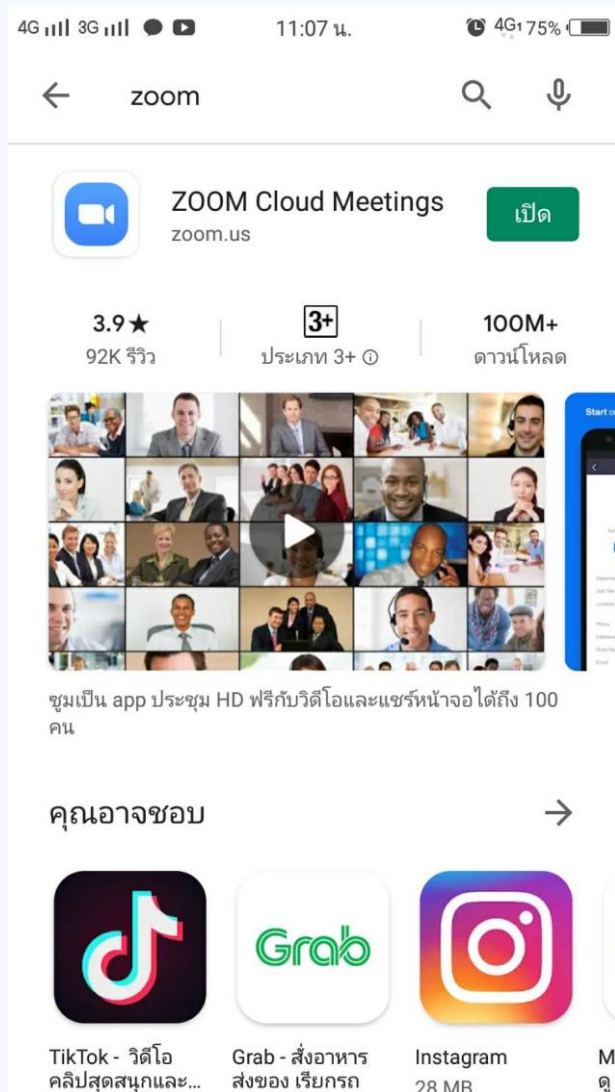 4G 3G 11:07 น. 4G1 75%
zoom
ZOOM Cloud Meetings
zoom.us
เปิด
3.9★ 3+ 100M+
92K รีวิว ประเภท 3+ ดาวน์โหลด
Start
ซูมเป็น app ประชุม HD ฟรีกับวิดีโอและแชร์หน้าจอได้ถึง 100
คน
คุณอาจชอบ
Grab
TikTok - วิดีโอ
คลิปสุดสนุกและ...
Grab - สั่งอาหาร
ส่งของ เรียกรถ
Instagram
28 MB